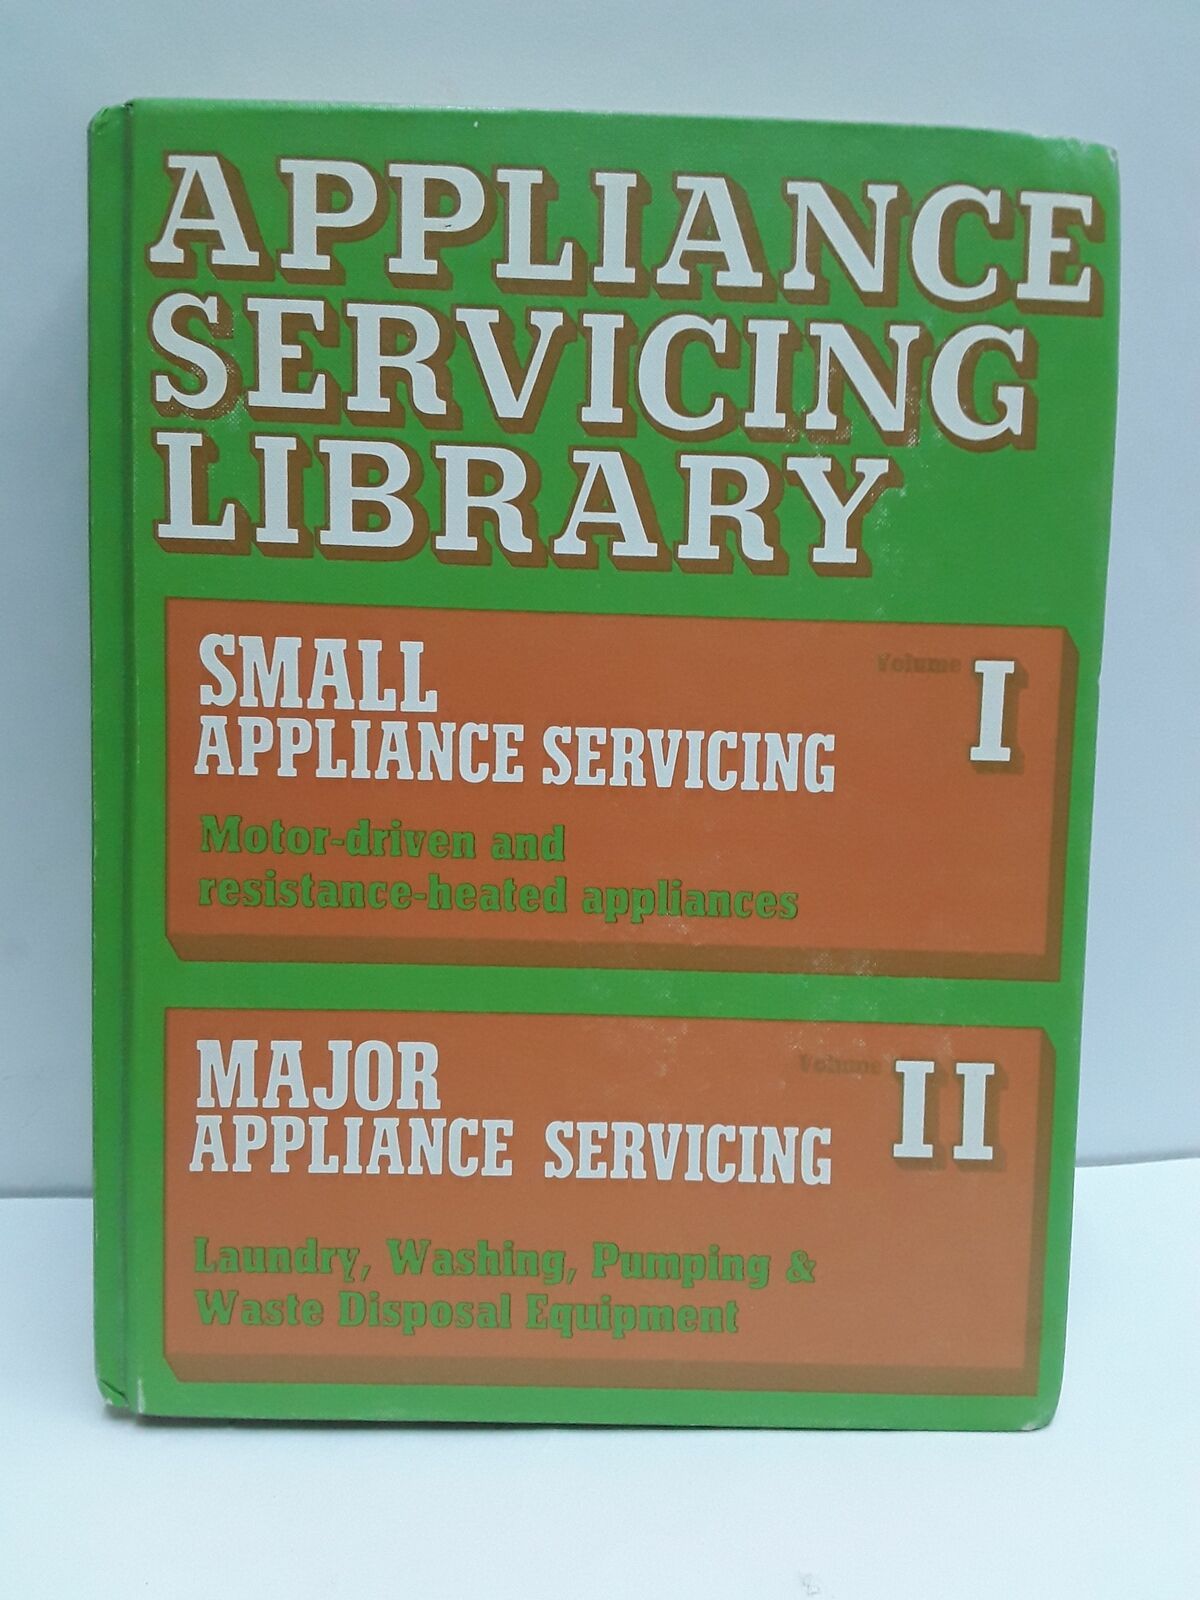 APPLIANCE
SERVICING
LIBRARY
SMALL
APPLIANCE SERVICING
Volume I
Motor-driven and
resistance-heated appliances
MAJOR
APPLIANCE SERVICING
Volume II
Laundry, Washing, Pumping &
Waste Disposal Equipment